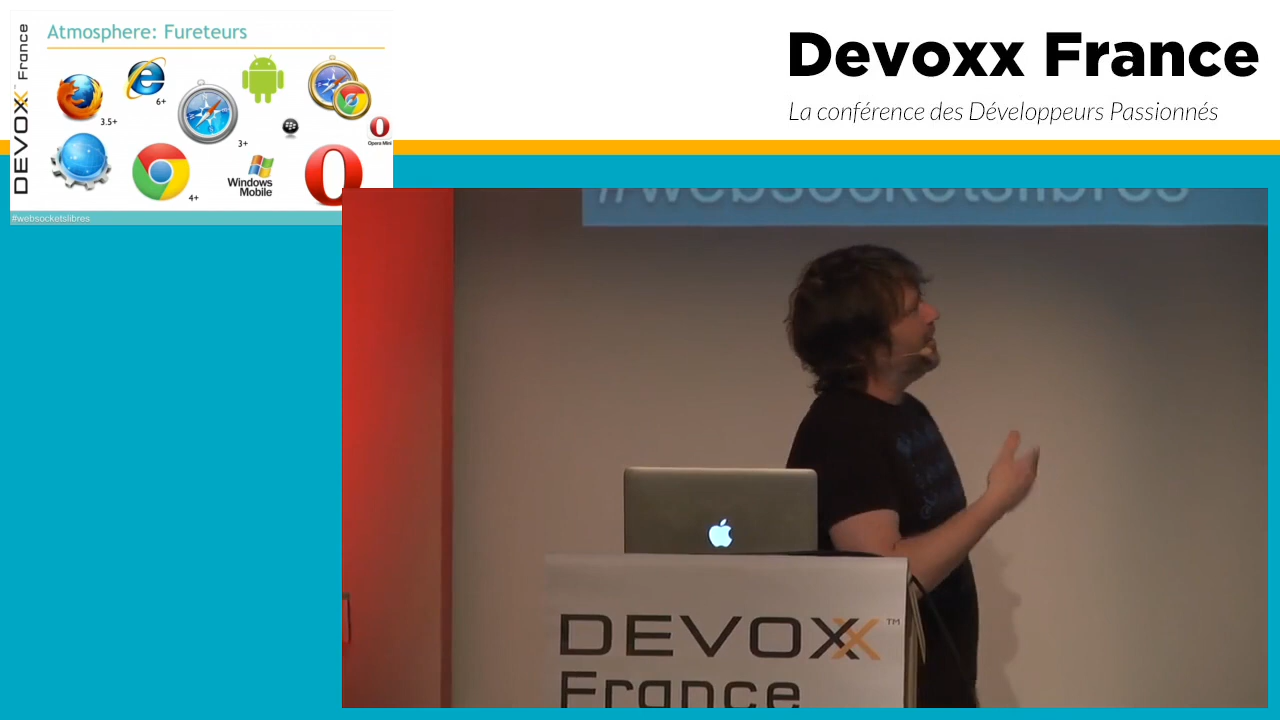 Atmosphere: Fureteurs
DEVOXX France
3.5+
6+
3+
4+
Windows
Mobile
Opera Mini
#websocketslibres
Devoxx France
La conférence des Développeurs Passionnés
#websocketslibres
DEVOXX™
France